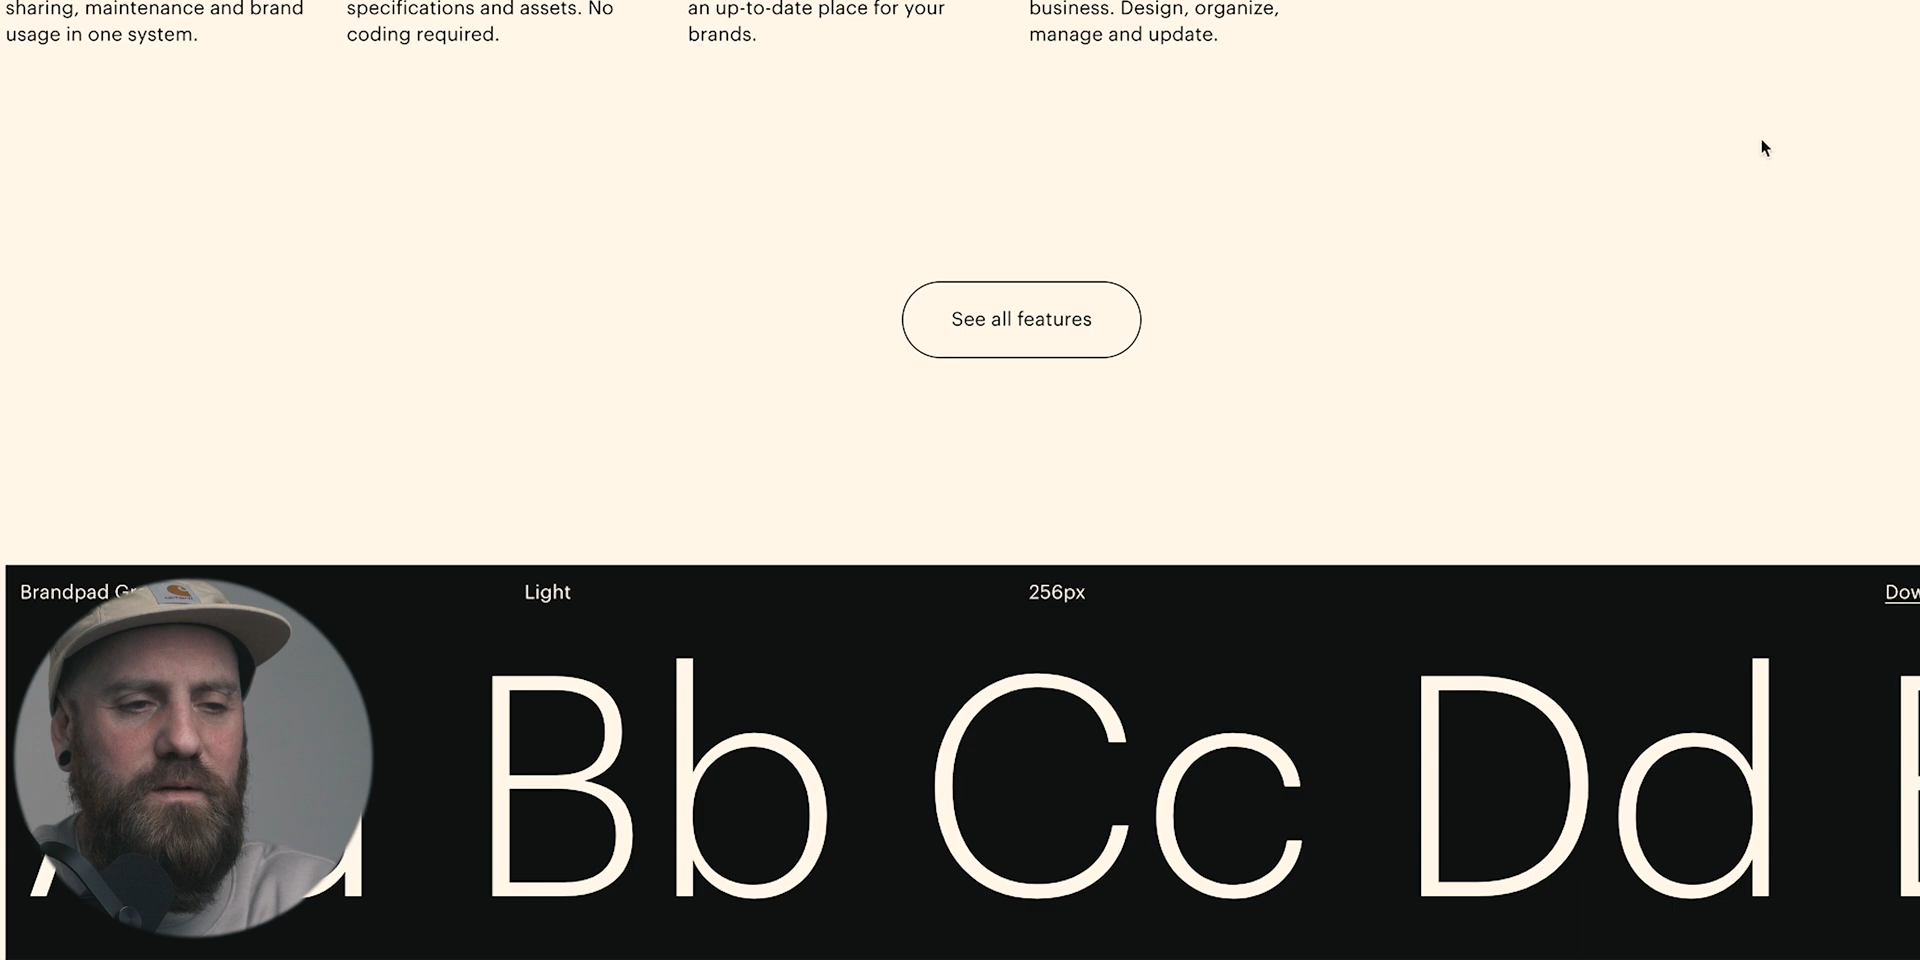 sharing, maintenance and brand
usage in one system.
specifications and assets. No
coding required.
an up-to-date place for your
brands.
business. Design, organize,
manage and update.
See all features
Brandpad
Light
256px
Bb Cc Dd